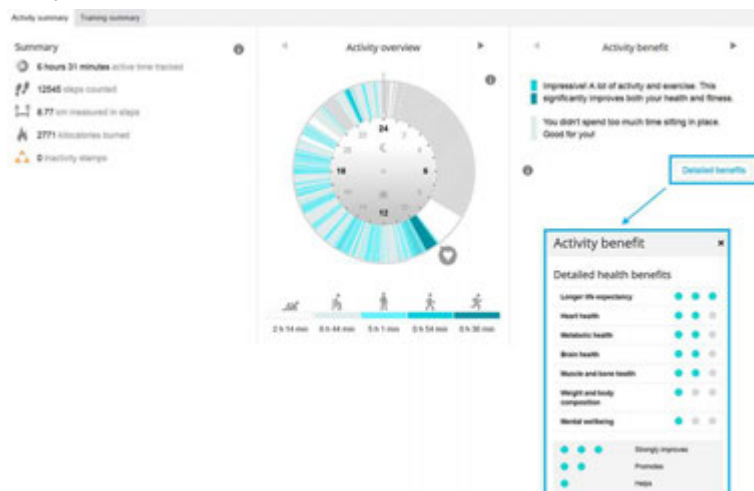 Activity summary
Training summary
Summary
6 hours 31 minutes active time tracked
12545 steps counted
8.77 km measured in steps
2771 kilocalories burned
0 inactivity stamps
Activity overview
24
18
6
12
2 h 14 min
6 h 44 min
5 h 1 min
0 h 54 min
0 h 36 min
Activity benefit
Impressive! A lot of activity and exercise. This
significantly improves both your health and fitness.
You didn't spend too much time sitting in place.
Good for you!
Detailed benefits
Activity benefit
Detailed health benefits
Longer life expectancy
Heart health
Metabolic health
Brain health
Muscle and bone health
Weight and body
composition
Mental wellbeing
Strongly improves
Promotes
Helps